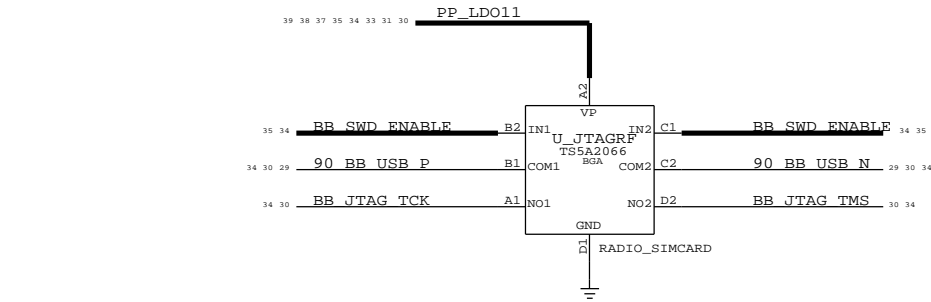 39 38 37 35 34 33 31 30 PP_LDO11
A2
VP
35 34 BB_SWD_ENABLE B2 IN1 IN2 C1 BB_SWD_ENABLE 34 35
U_JTAGRF
TS5A2066
BGA
34 30 29 90_BB_USB_P B1 COM1 COM2 C2 90_BB_USB_N 29 30 34
34 30 BB_JTAG_TCK A1 NO1 NO2 D2 BB_JTAG_TMS 30 34
GND
D1 RADIO_SIMCARD